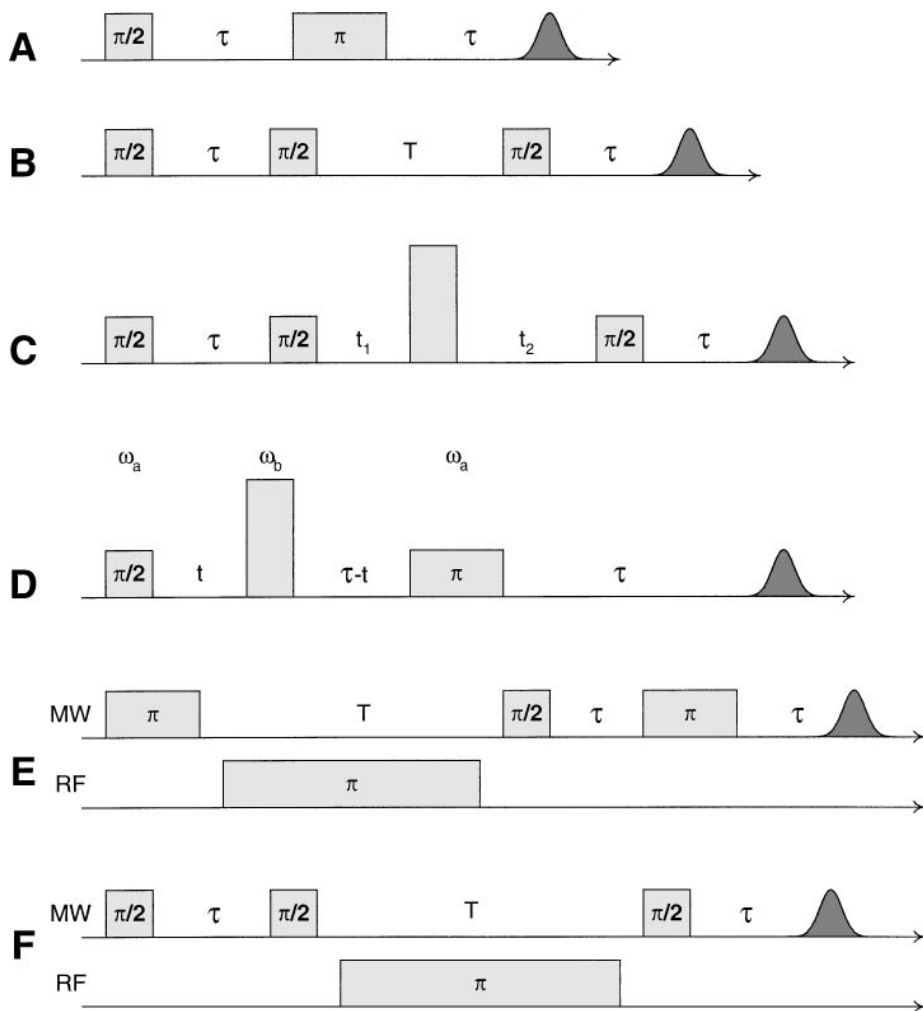 A π/2 τ π τ
B π/2 τ π/2 T π/2 τ
C π/2 τ π/2 t₁ t₂ π/2 τ
ωₐ ω_b ωₐ
D π/2 t τ-t π τ
MW π T π/2 τ π τ
E
RF π
MW π/2 τ π/2 T π/2 τ
F
RF π